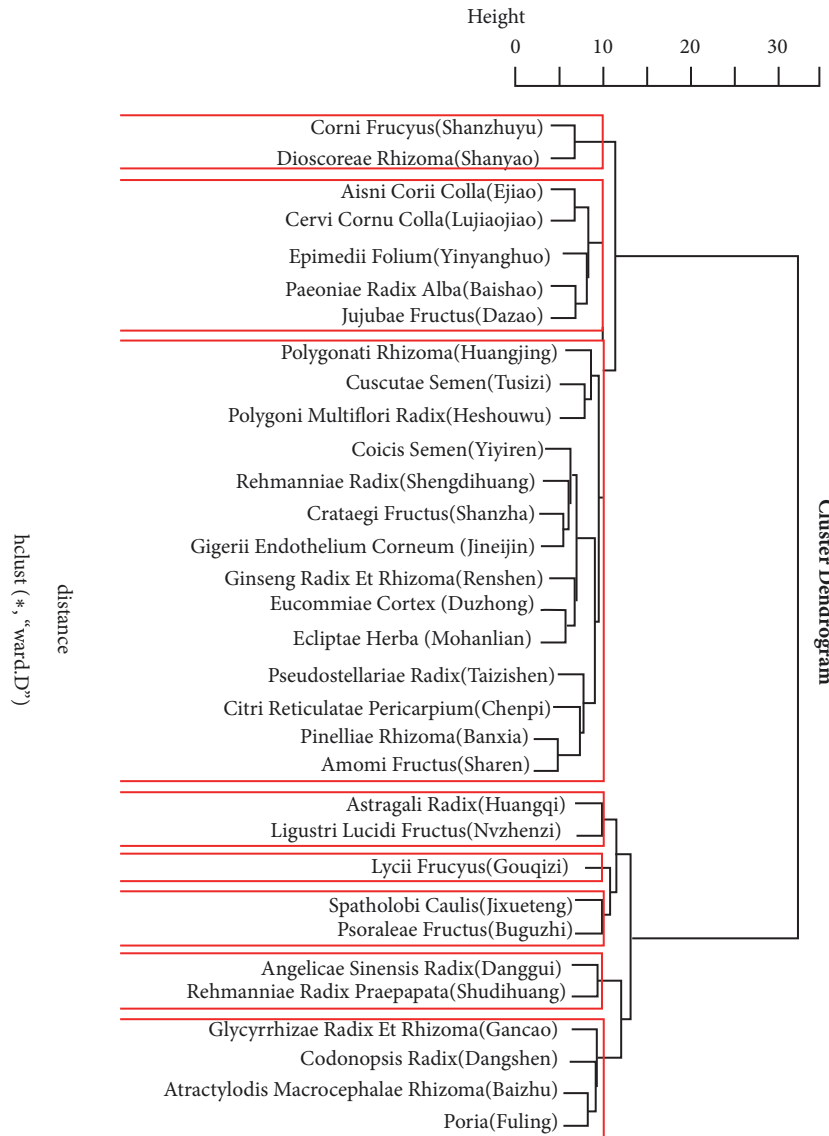 Height
0 10 20 30
Corni Frucyus(Shanzhuyu)
Dioscoreae Rhizoma(Shanyao)
Aisni Corii Colla(Ejiao)
Cervi Cornu Colla(Lujiaojiao)
Epimedii Folium(Yinyanghuo)
Paeoniae Radix Alba(Baishao)
Jujubae Fructus(Dazao)
Polygonati Rhizoma(Huangjing)
Cuscutae Semen(Tusizi)
Polygoni Multiflori Radix(Heshouwu)
Coicis Semen(Yiyiren)
Rehmanniae Radix(Shengdihuang)
Crataegi Fructus(Shanzha)
Gigerii Endothelium Corneum (Jineijin)
Ginseng Radix Et Rhizoma(Renshen)
Eucommiae Cortex (Duzhong)
Ecliptae Herba (Mohanlian)
Pseudostellariae Radix(Taizishen)
Citri Reticulatae Pericarpium(Chenpi)
Pinelliae Rhizoma(Banxia)
Amomi Fructus(Sharen)
Astragali Radix(Huangqi)
Ligustri Lucidi Fructus(Nvzhenzi)
Lycii Frucyus(Gouqizi)
Spatholobi Caulis(Jixueteng)
Psoraleae Fructus(Buguzhi)
Angelicae Sinensis Radix(Danggui)
Rehmanniae Radix Praepapata(Shudihuang)
Glycyrrhizae Radix Et Rhizoma(Gancao)
Codonopsis Radix(Dangshen)
Atractylodis Macrocephalae Rhizoma(Baizhu)
Poria(Fuling)
Cluster Dendrogram
distance
hclust (*, “ward.D”)